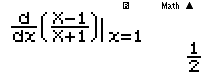 R Math ▲
d/dx((X-1)/(X+1))|x=1
1/2